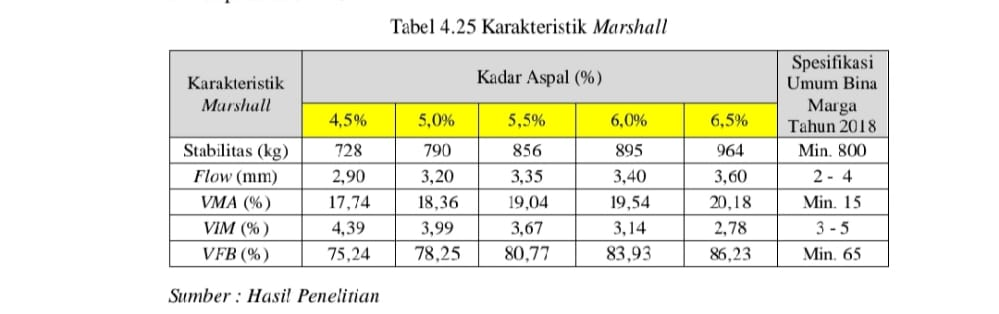 Tabel 4.25 Karakteristik Marshall
Karakteristik Marshall Kadar Aspal (%) Spesifikasi Umum Bina Marga Tahun 2018
4,5% 5,0% 5,5% 6,0% 6,5%
Stabilitas (kg) 728 790 856 895 964 Min. 800
Flow (mm) 2,90 3,20 3,35 3,40 3,60 2 - 4
VMA (%) 17,74 18,36 19,04 19,54 20,18 Min. 15
VIM (%) 4,39 3,99 3,67 3,14 2,78 3 - 5
VFB (%) 75,24 78,25 80,77 83,93 86,23 Min. 65
Sumber : Hasil Penelitian